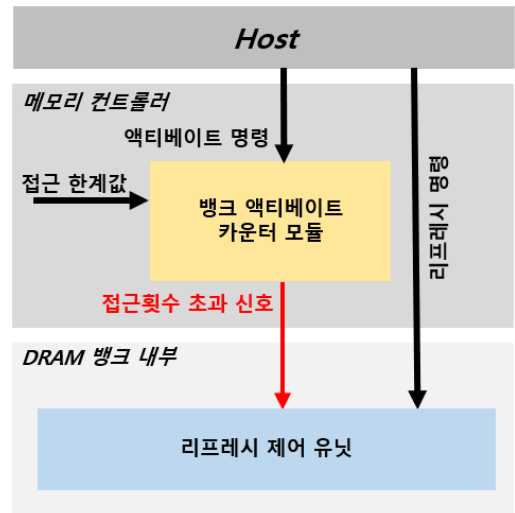 Host
메모리 컨트롤러
액티베이트 명령
접근 한계값
뱅크 액티베이트
카운터 모듈
리프레시 명령
접근횟수 초과 신호
DRAM 뱅크 내부
리프레시 제어 유닛